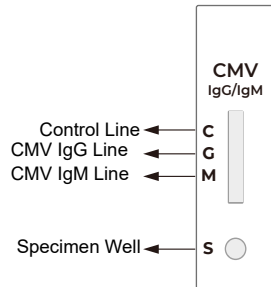 CMV
IgG/IgM
Control Line C
CMV IgG Line G
CMV IgM Line M
Specimen Well S